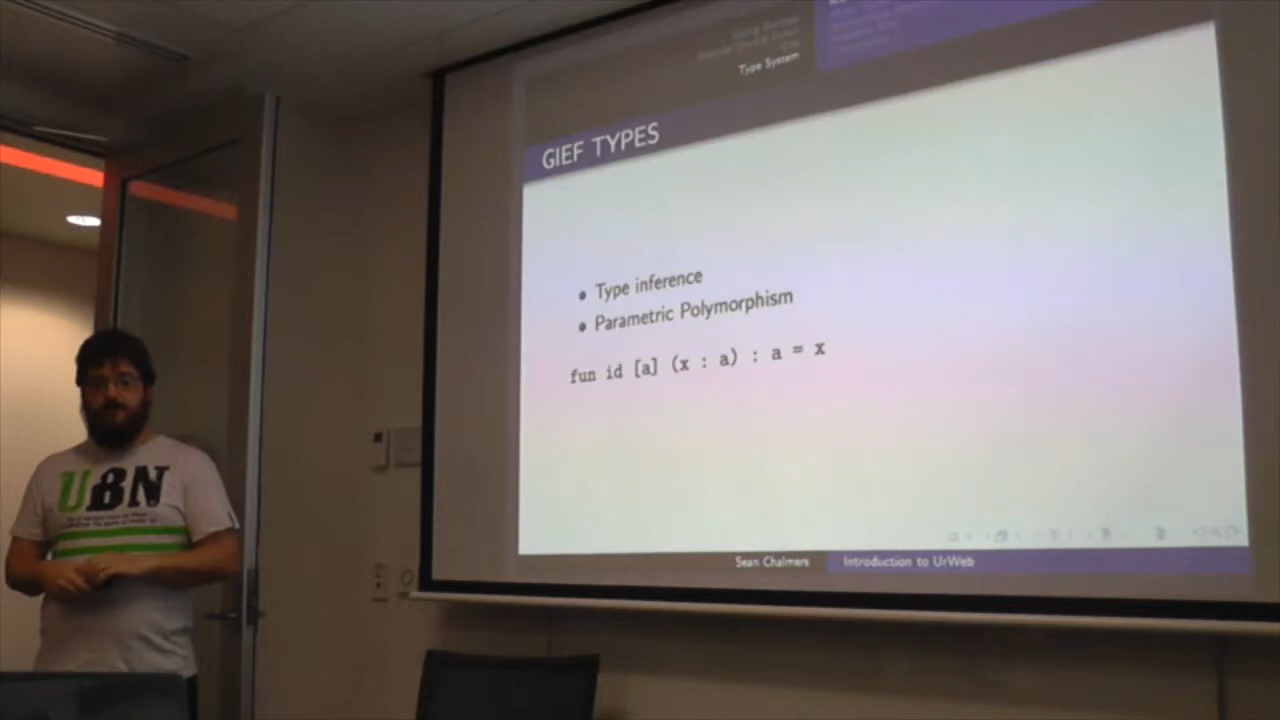 Type System
GIEF TYPES
Type inference
Parametric Polymorphism
fun id [a] (x : a) : a = x
Sean Chalmers
Introduction to UrWeb
UBN